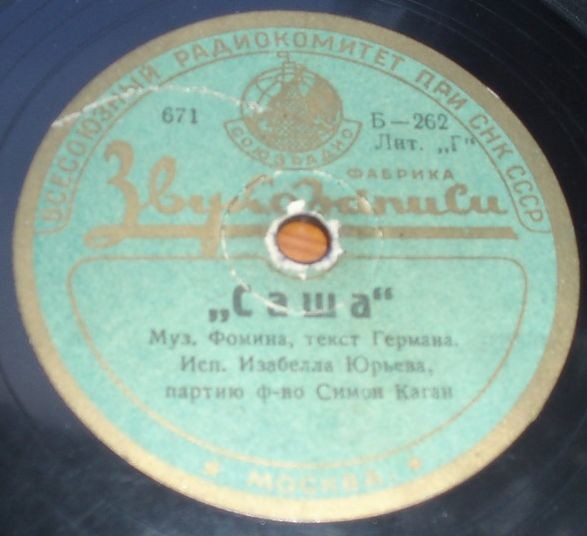 ВСЕСОЮЗНЫЙ РАДИОКОМИТЕТ ПРИ СНК СССР
671
СОЮЗРАДИО
Б-262
Лит. „Г"
ФАБРИКА
Звукозаписи
„Саша“
Муз. Фомина, текст Германа.
Исп. Изабелла Юрьева,
партию ф-во Симон Каган
* МОСКВА *